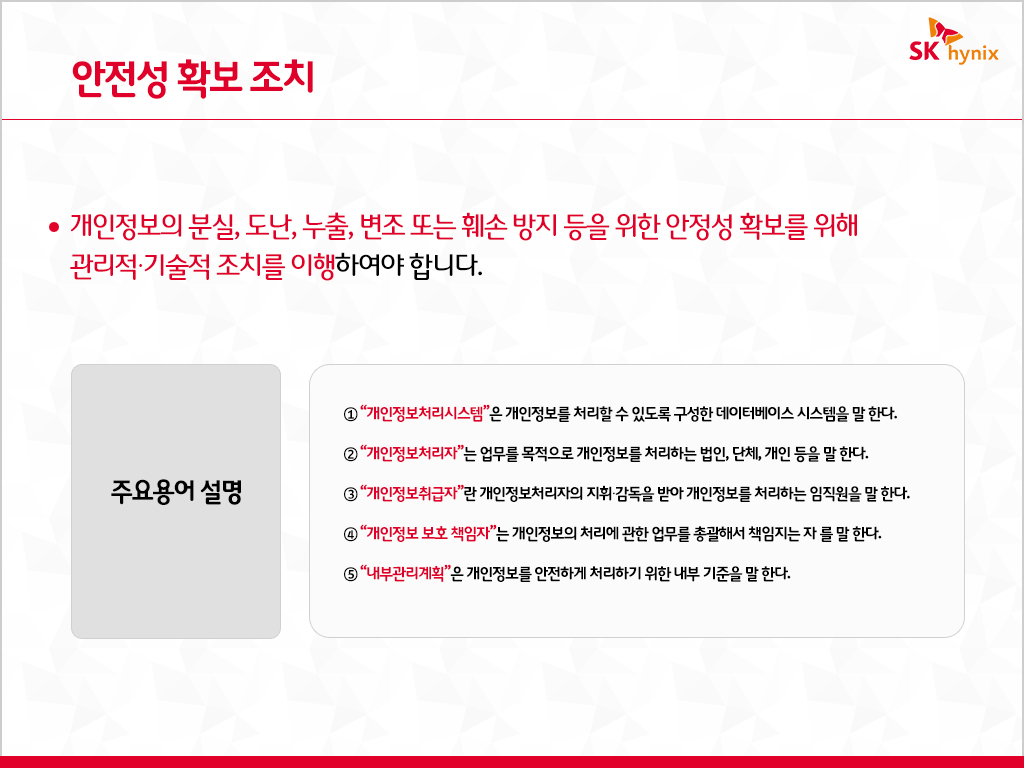 SK hynix
안전성 확보 조치
• 개인정보의 분실, 도난, 누출, 변조 또는 훼손 방지 등을 위한 안정성 확보를 위해
관리적·기술적 조치를 이행하여야 합니다.
주요용어 설명
① “개인정보처리시스템”은 개인정보를 처리할 수 있도록 구성한 데이터베이스 시스템을 말 한다.
② “개인정보처리자”는 업무를 목적으로 개인정보를 처리하는 법인, 단체, 개인 등을 말 한다.
③ “개인정보취급자”란 개인정보처리자의 지휘·감독을 받아 개인정보를 처리하는 임직원을 말 한다.
④ “개인정보 보호 책임자”는 개인정보의 처리에 관한 업무를 총괄해서 책임지는 자 를 말 한다.
⑤ “내부관리계획”은 개인정보를 안전하게 처리하기 위한 내부 기준을 말 한다.